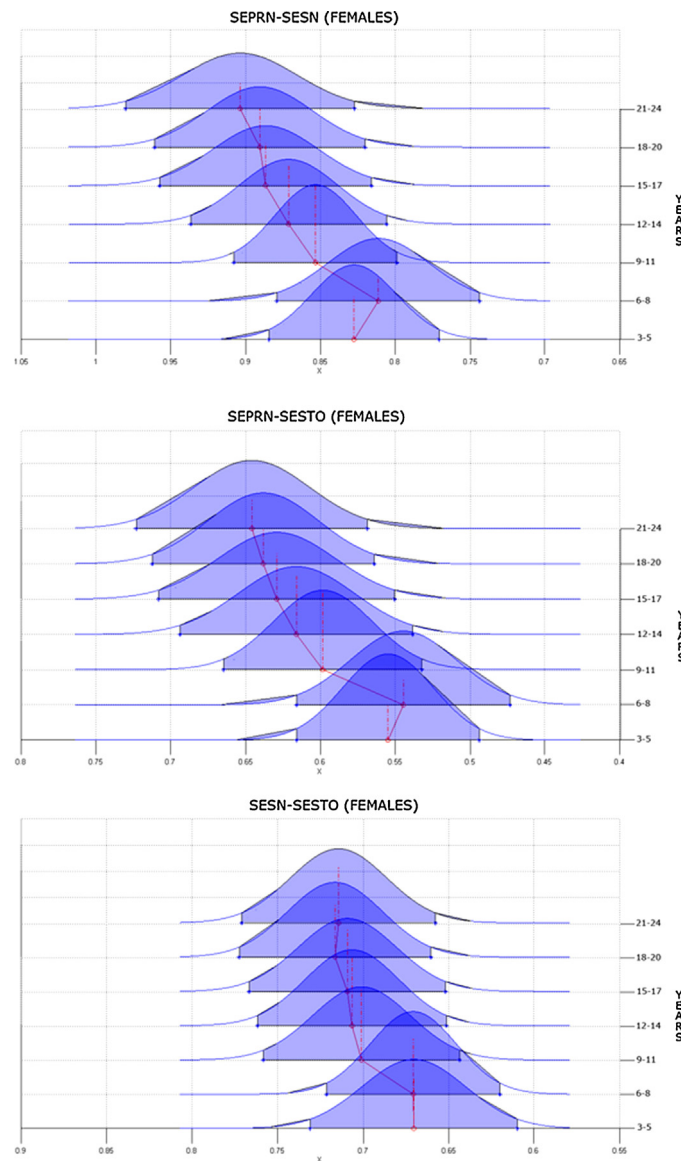 SEPRN-SESN (FEMALES)
21-24
18-20
15-17
12-14
9-11
6-8
3-5
YEARS
1.05 1 0.95 0.9 0.85 0.8 0.75 0.7 0.65
X
SEPRN-SESTO (FEMALES)
21-24
18-20
15-17
12-14
9-11
6-8
3-5
YEARS
0.8 0.75 0.7 0.65 0.6 0.55 0.5 0.45 0.4
X
SESN-SESTO (FEMALES)
21-24
18-20
15-17
12-14
9-11
6-8
3-5
YEARS
0.9 0.85 0.8 0.75 0.7 0.65 0.6 0.55
X